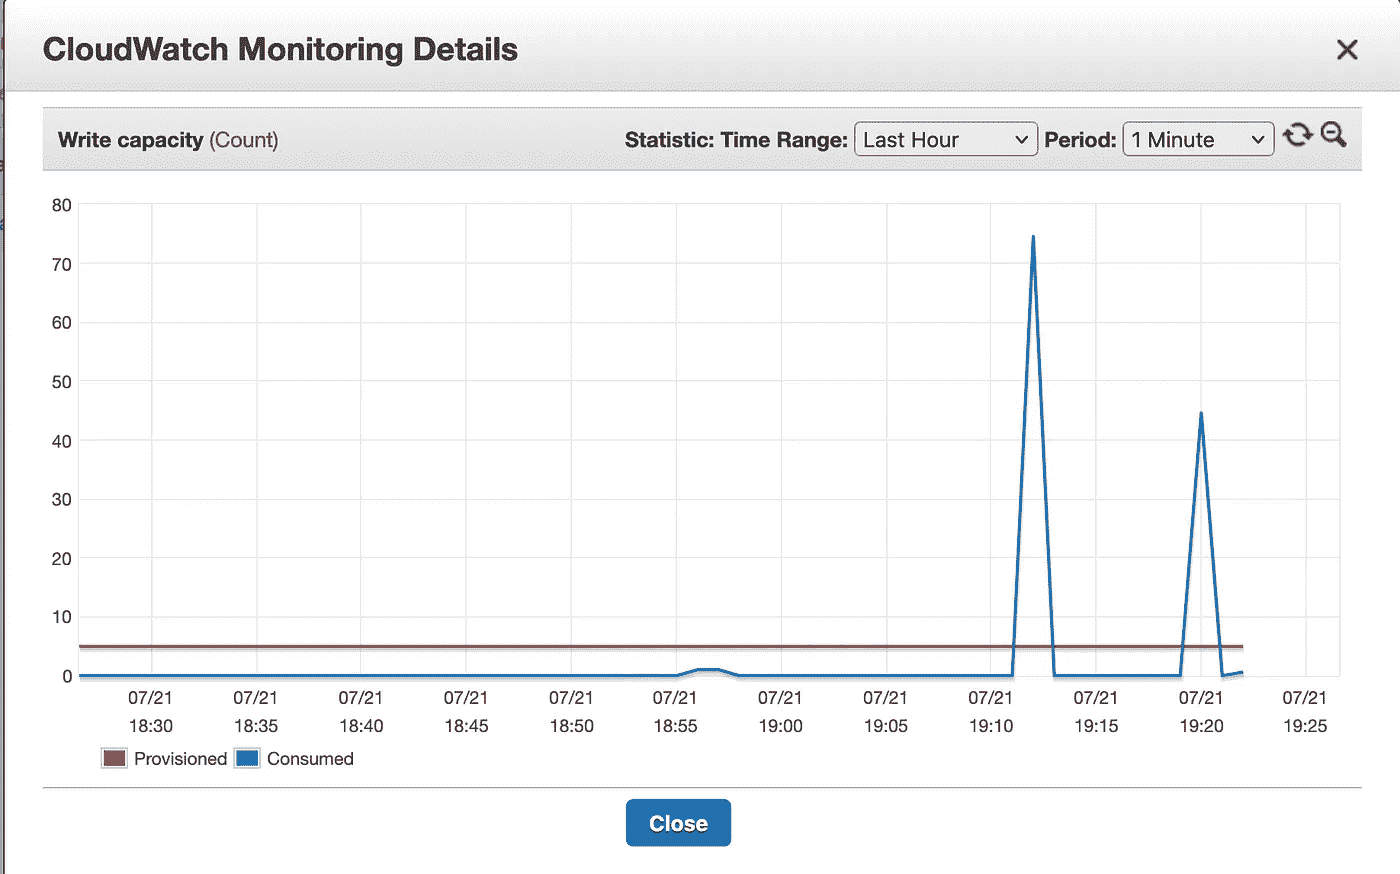 CloudWatch Monitoring Details
Write capacity (Count) Statistic: Time Range: Last Hour Period: 1 Minute
80
70
60
50
40
30
20
10
0
07/21 07/21 07/21 07/21 07/21 07/21 07/21 07/21 07/21 07/21 07/21 07/21
18:30 18:35 18:40 18:45 18:50 18:55 19:00 19:05 19:10 19:15 19:20 19:25
Provisioned Consumed
Close